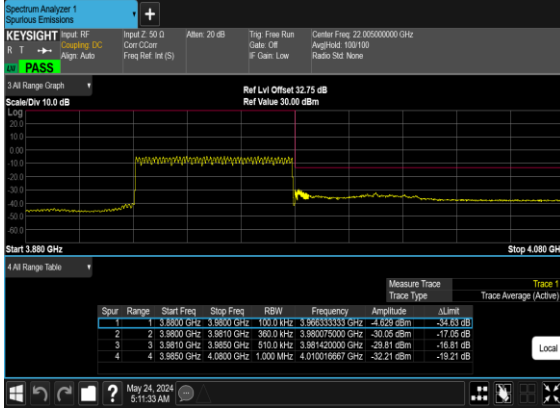 Spectrum Analyzer 1
Spurious Emissions
+
KEYSIGHT Input: RF Input Z: 50 Ω Atten: 20 dB Trig: Free Run Center Freq: 22.005000000 GHz
R T Coupling: DC Corr CCorr Gate: Off Avg|Hold: 100/100
Align: Auto Freq Ref: Int (S) IF Gain: Low Radio Std: None
PASS
3 All Range Graph
Ref Lvl Offset 32.75 dB
Scale/Div 10.0 dB Ref Value 30.00 dBm
Log
20.0
10.0
0.00
-10.0
-20.0
-30.0
-40.0
-50.0
-60.0
Start 3.880 GHz Stop 4.080 GH
4 All Range Table
Measure Trace Trace 1
Trace Type Trace Average (Active)
Spur Range Start Freq Stop Freq RBW Frequency Amplitude ΔLimit
1 1 3.8800 GHz 3.9800 GHz 100.0 kHz 3.966333333 GHz -4.629 dBm -34.63 dB
2 2 3.9800 GHz 3.9810 GHz 360.0 kHz 3.980075000 GHz -30.05 dBm -17.05 dB
3 3 3.9810 GHz 3.9850 GHz 510.0 kHz 3.981420000 GHz -29.81 dBm -16.81 dB
4 4 3.9850 GHz 4.0800 GHz 1.000 MHz 4.010016667 GHz -32.21 dBm -19.21 dB
Local
?
May 24, 2024
5:11:33 AM